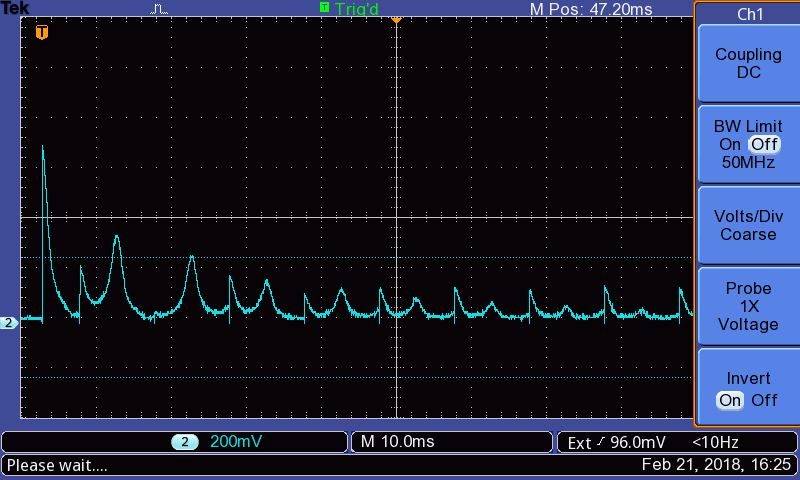 Tek
T Trig'd
M Pos: 47.20ms
Ch1
T
Coupling
DC
BW Limit
On Off
50MHz
Volts/Div
Coarse
Probe
1X
Voltage
2
Invert
On Off
2 200mV
M 10.0ms
Ext 96.0mV
<10Hz
Please wait....
Feb 21, 2018, 16:25